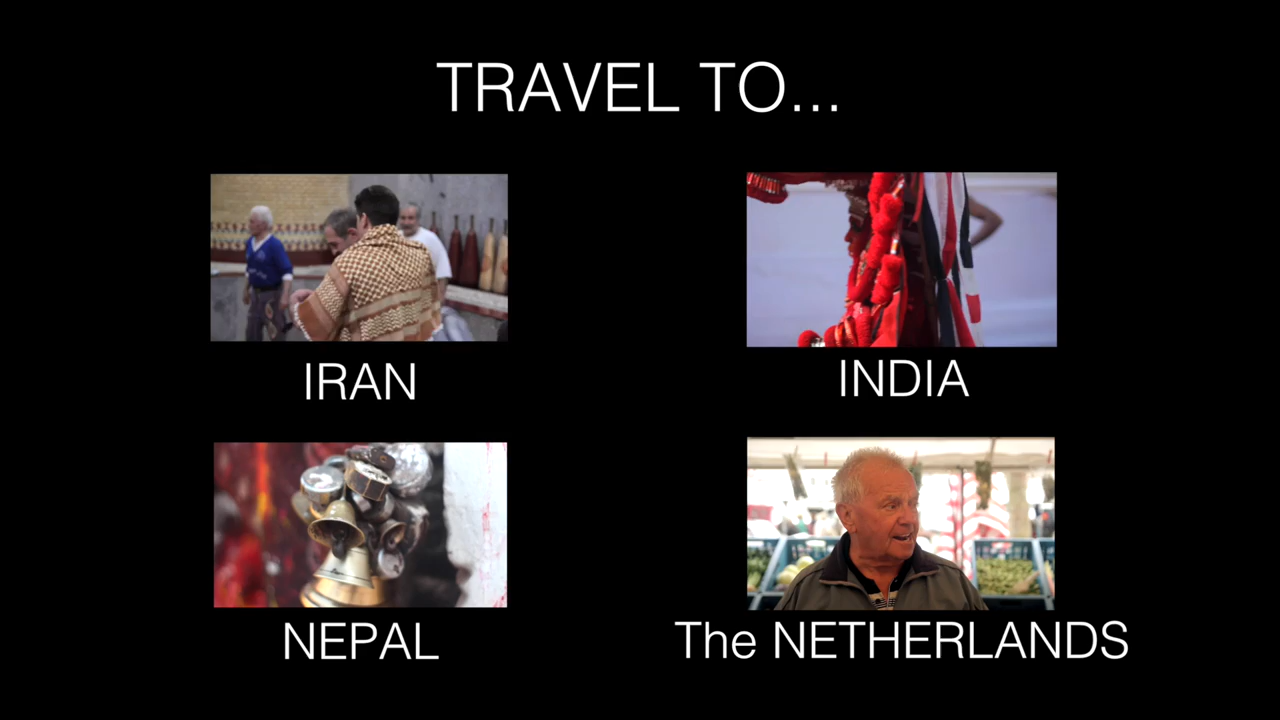 TRAVEL TO...
IRAN
INDIA
NEPAL
The NETHERLANDS